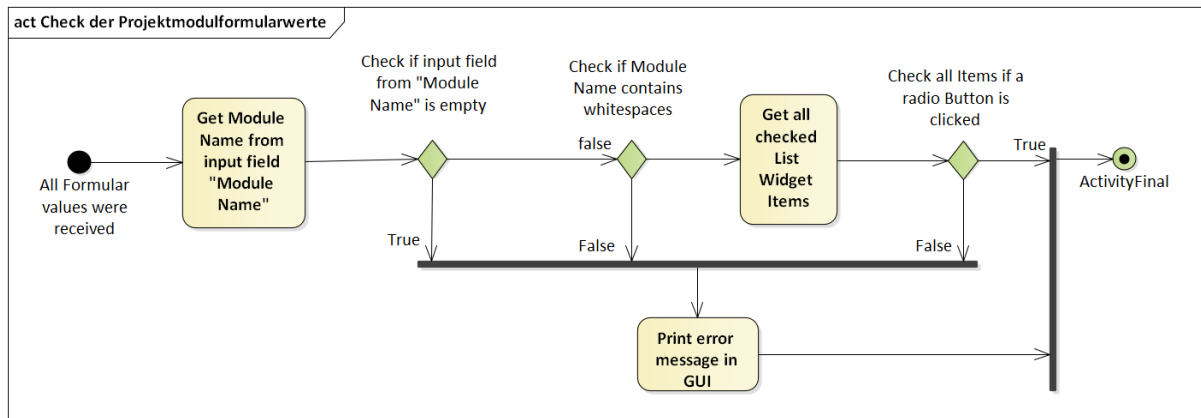 act Check der Projektmodulformularwerte
Check if input field
from "Module
Name" is empty
Check if Module
Name contains
whitespaces
Check all Items if a
radio Button is
clicked
Get Module
Name from
input field
"Module
Name"
Get all
checked
List
Widget
Items
false
True
All Formular
values were
received
ActivityFinal
True
False
False
Print error
message in
GUI